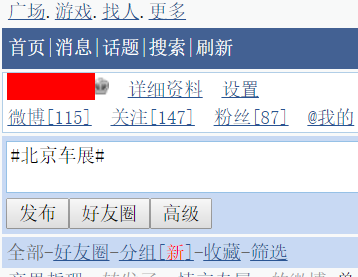 广场.游戏.找人.更多
首页|消息|话题|搜索|刷新
详细资料 设置
微博[115] 关注[147] 粉丝[87] @我的
#北京车展#
发布 好友圈 高级
全部-好友圈-分组[新]-收藏-筛选